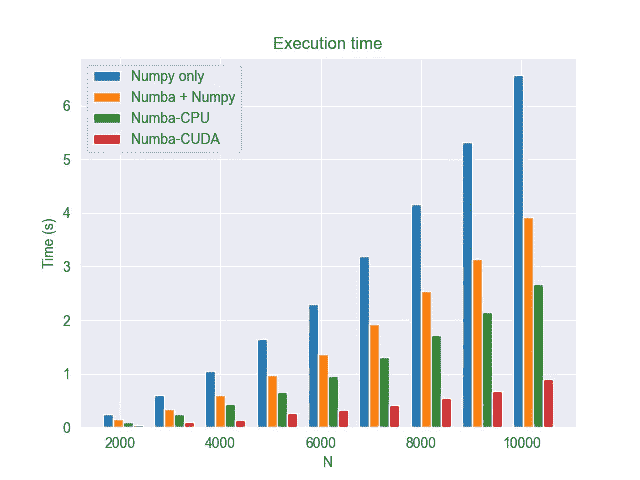 Execution time
Numpy only
Numba + Numpy
Numba-CPU
Numba-CUDA
Time (s)
6
5
4
3
2
1
0
2000 4000 6000 8000 10000
N